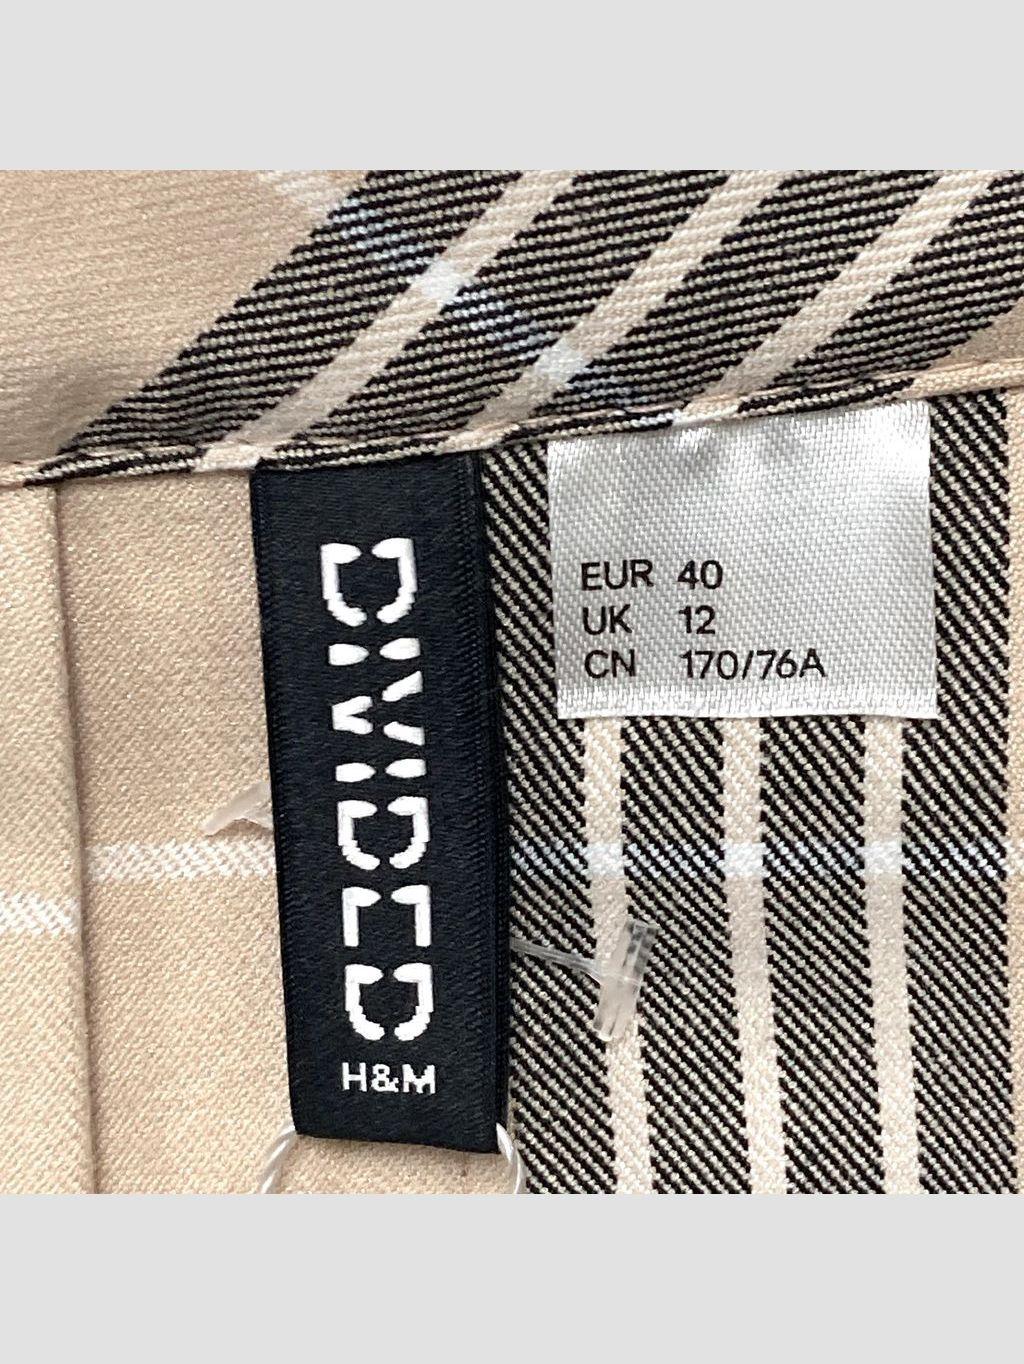 DIVIDED
H&M
EUR 40
UK 12
CN 170/76A